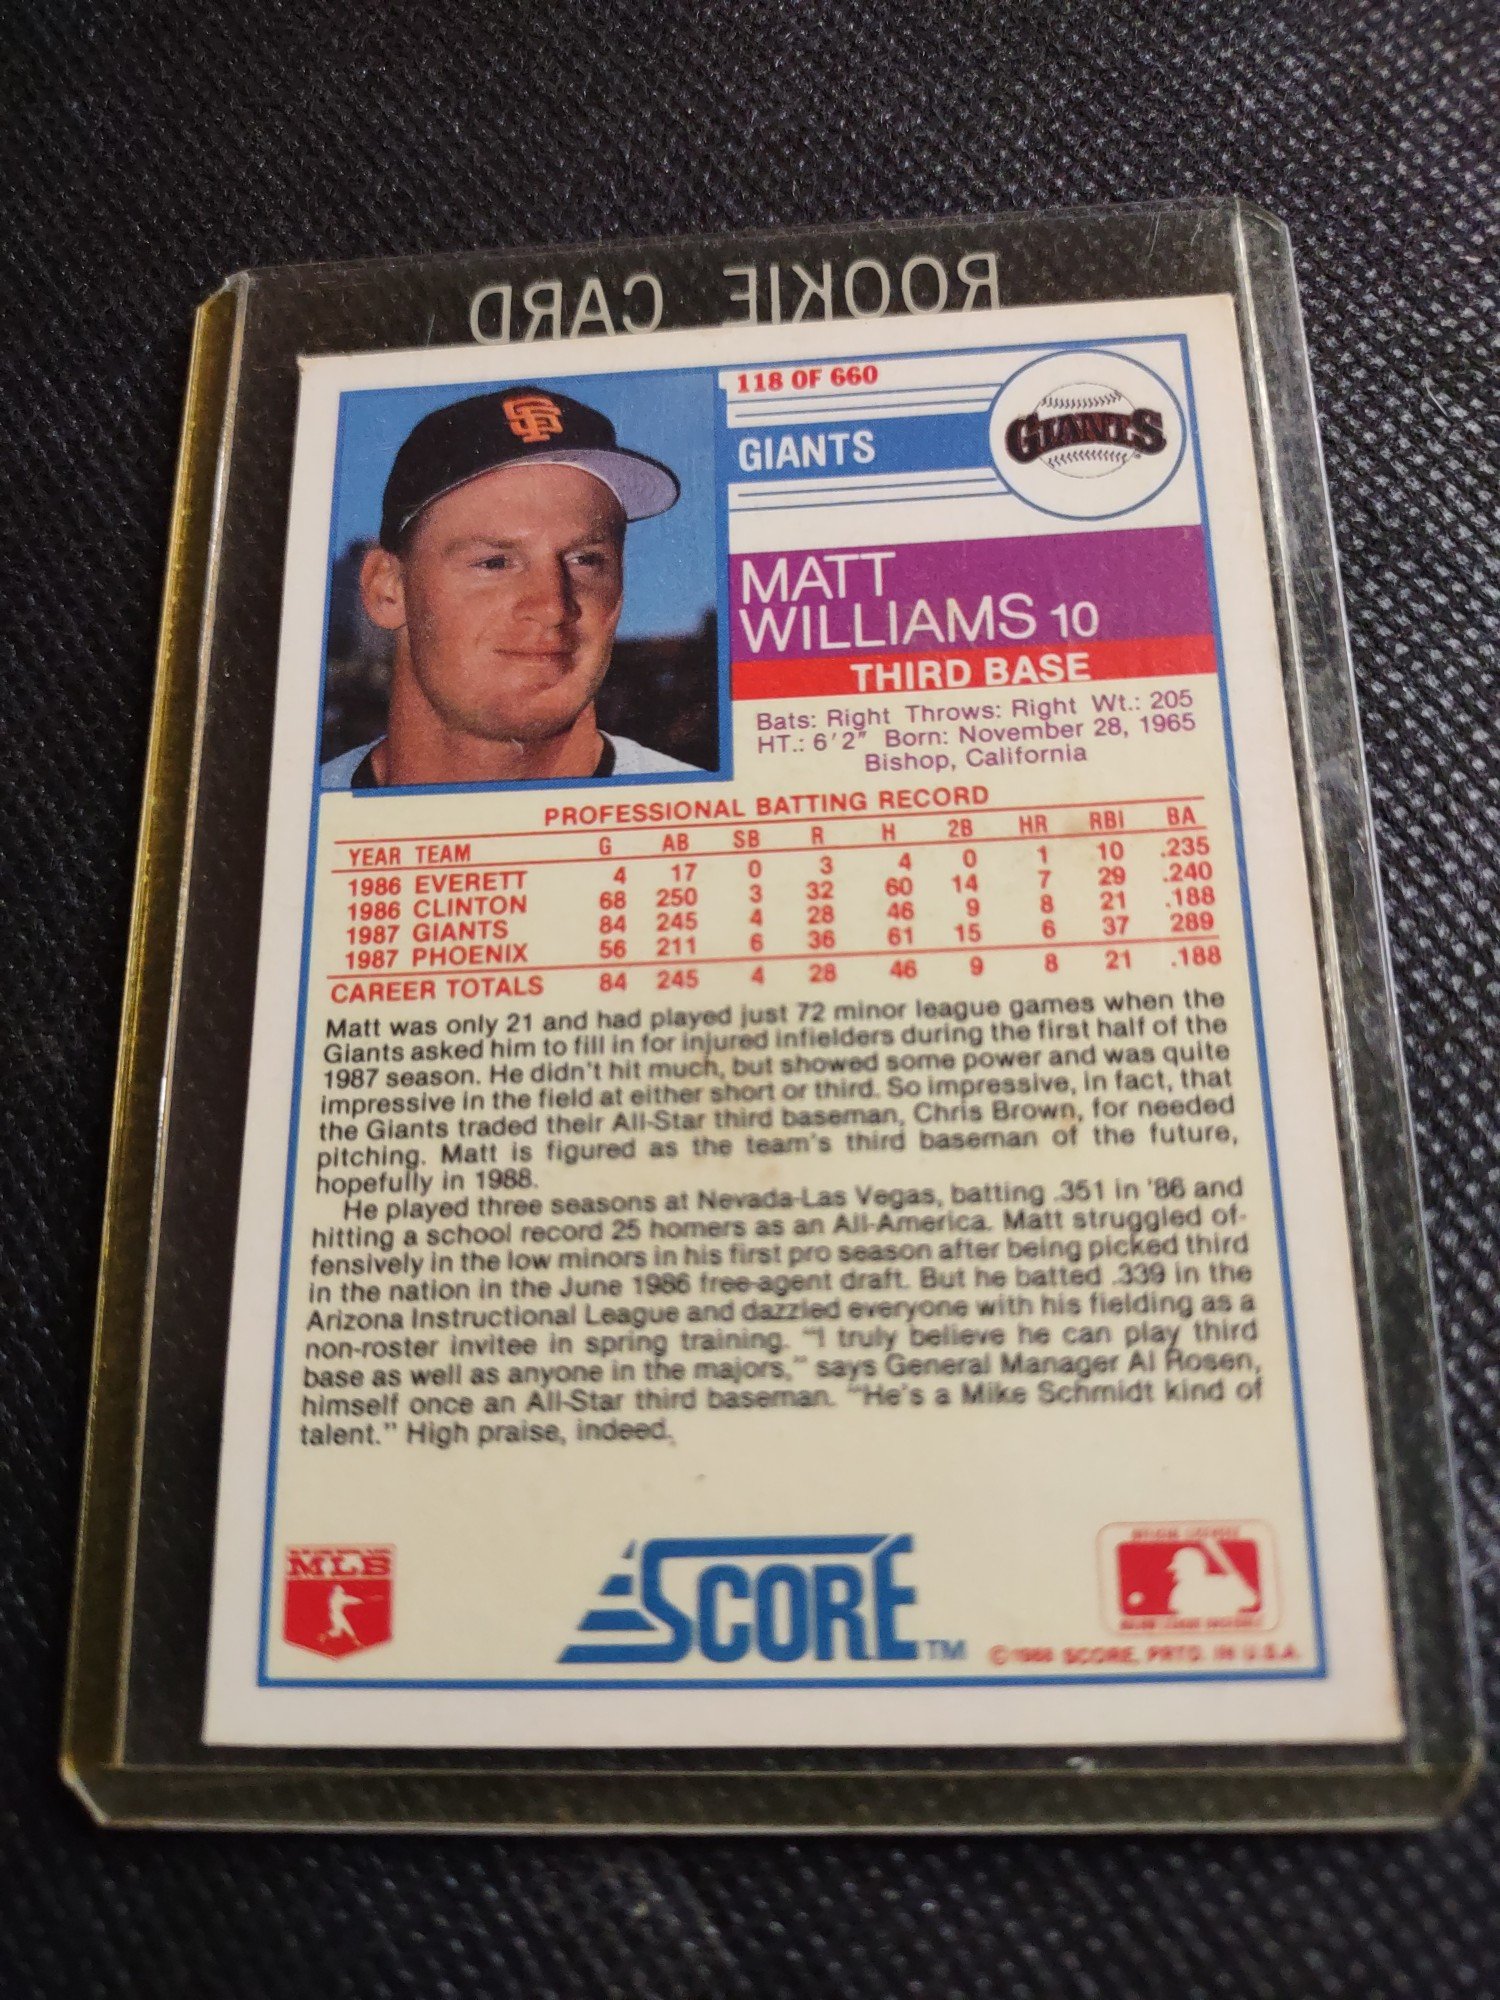 ROOKIE CARD
118 OF 660
GIANTS
GIANTS
SF
MATT
WILLIAMS 10
THIRD BASE
Bats: Right Throws: Right Wt.: 205
HT.: 6'2" Born: November 28, 1965
Bishop, California
PROFESSIONAL BATTING RECORD
YEAR TEAM G AB SB R H 2B HR RBI BA
1986 EVERETT 4 17 0 3 4 0 1 10 .235
1986 CLINTON 68 250 3 32 60 14 7 29 .240
1987 GIANTS 84 245 4 28 46 9 8 21 .188
1987 PHOENIX 56 211 6 36 61 15 6 37 289
CAREER TOTALS 84 245 4 28 46 9 8 21 .188
Matt was only 21 and had played just 72 minor league games when the
Giants asked him to fill in for injured infielders during the first half of the
1987 season. He didn't hit much, but showed some power and was quite
impressive in the field at either short or third. So impressive, in fact, that
the Giants traded their All-Star third baseman, Chris Brown, for needed
pitching. Matt is figured as the team's third baseman of the future,
hopefully in 1988.
He played three seasons at Nevada-Las Vegas, batting .351 in '86 and
hitting a school record 25 homers as an All-America. Matt struggled of-
fensively in the low minors in his first pro season after being picked third
in the nation in the June 1986 free-agent draft. But he batted .339 in the
Arizona Instructional League and dazzled everyone with his fielding as a
non-roster invitee in spring training. "I truly believe he can play third
base as well as anyone in the majors," says General Manager Al Rosen,
himself once an All-Star third baseman. "He's a Mike Schmidt kind of
talent." High praise, indeed.
MLB
SCORE TM
©1988 SCORE, PRTD. IN U.S.A.